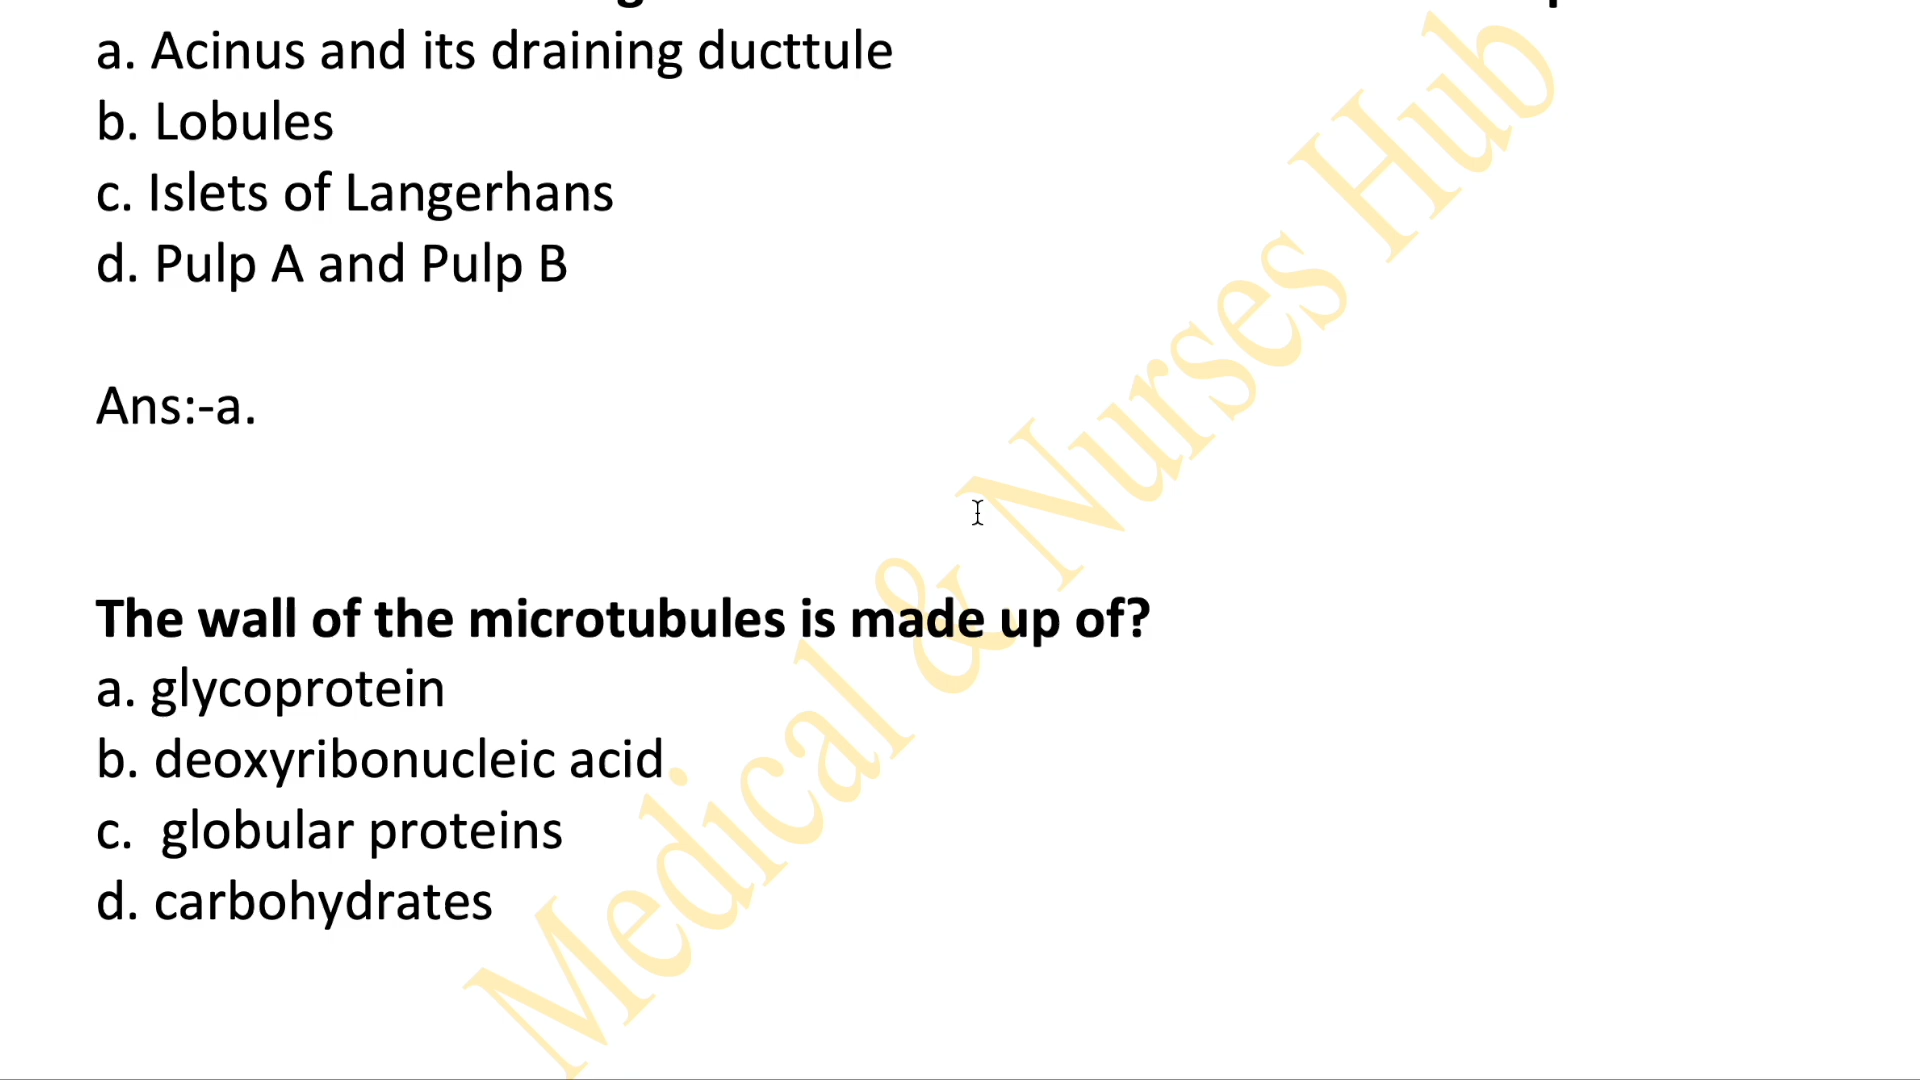 a. Acinus and its draining ducttule
b. Lobules
c. Islets of Langerhans
d. Pulp A and Pulp B
Ans:-a.
The wall of the microtubules is made up of?
a. glycoprotein
b. deoxyribonucleic acid
c.  globular proteins
d. carbohydrates
Medical & Nurses Hub